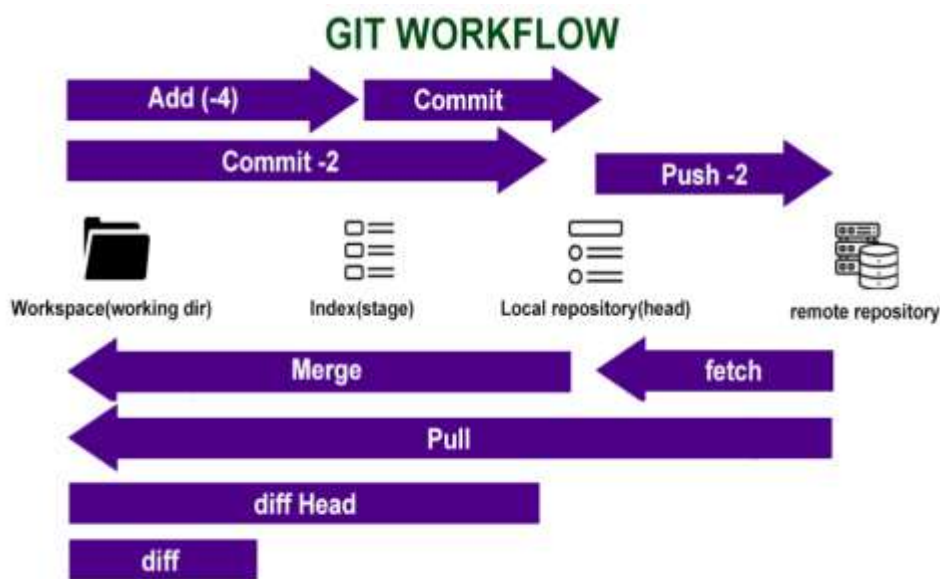 GIT WORKFLOW
Add (-4)
Commit
Commit -2
Push -2
Workspace(working dir)
Index(stage)
Local repository(head)
remote repository
Merge
fetch
Pull
diff Head
diff